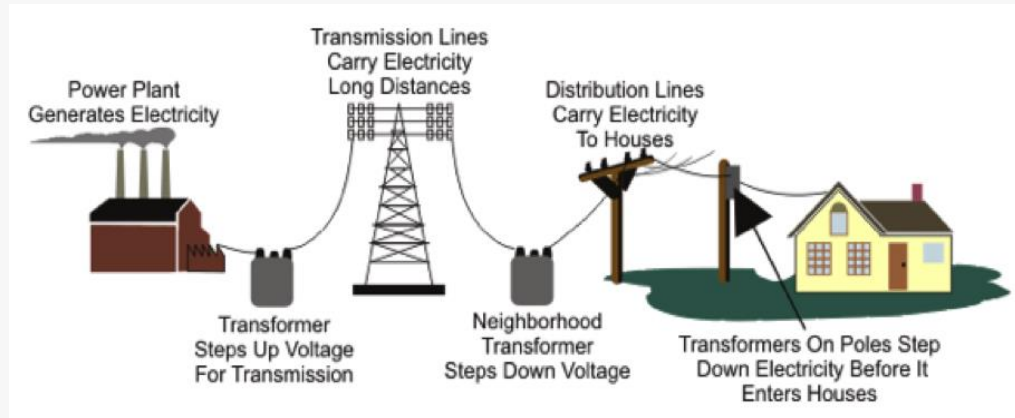 Power Plant
Generates Electricity
Transmission Lines
Carry Electricity
Long Distances
Distribution Lines
Carry Electricity
To Houses
Transformer
Steps Up Voltage
For Transmission
Neighborhood
Transformer
Steps Down Voltage
Transformers On Poles Step
Down Electricity Before It
Enters Houses